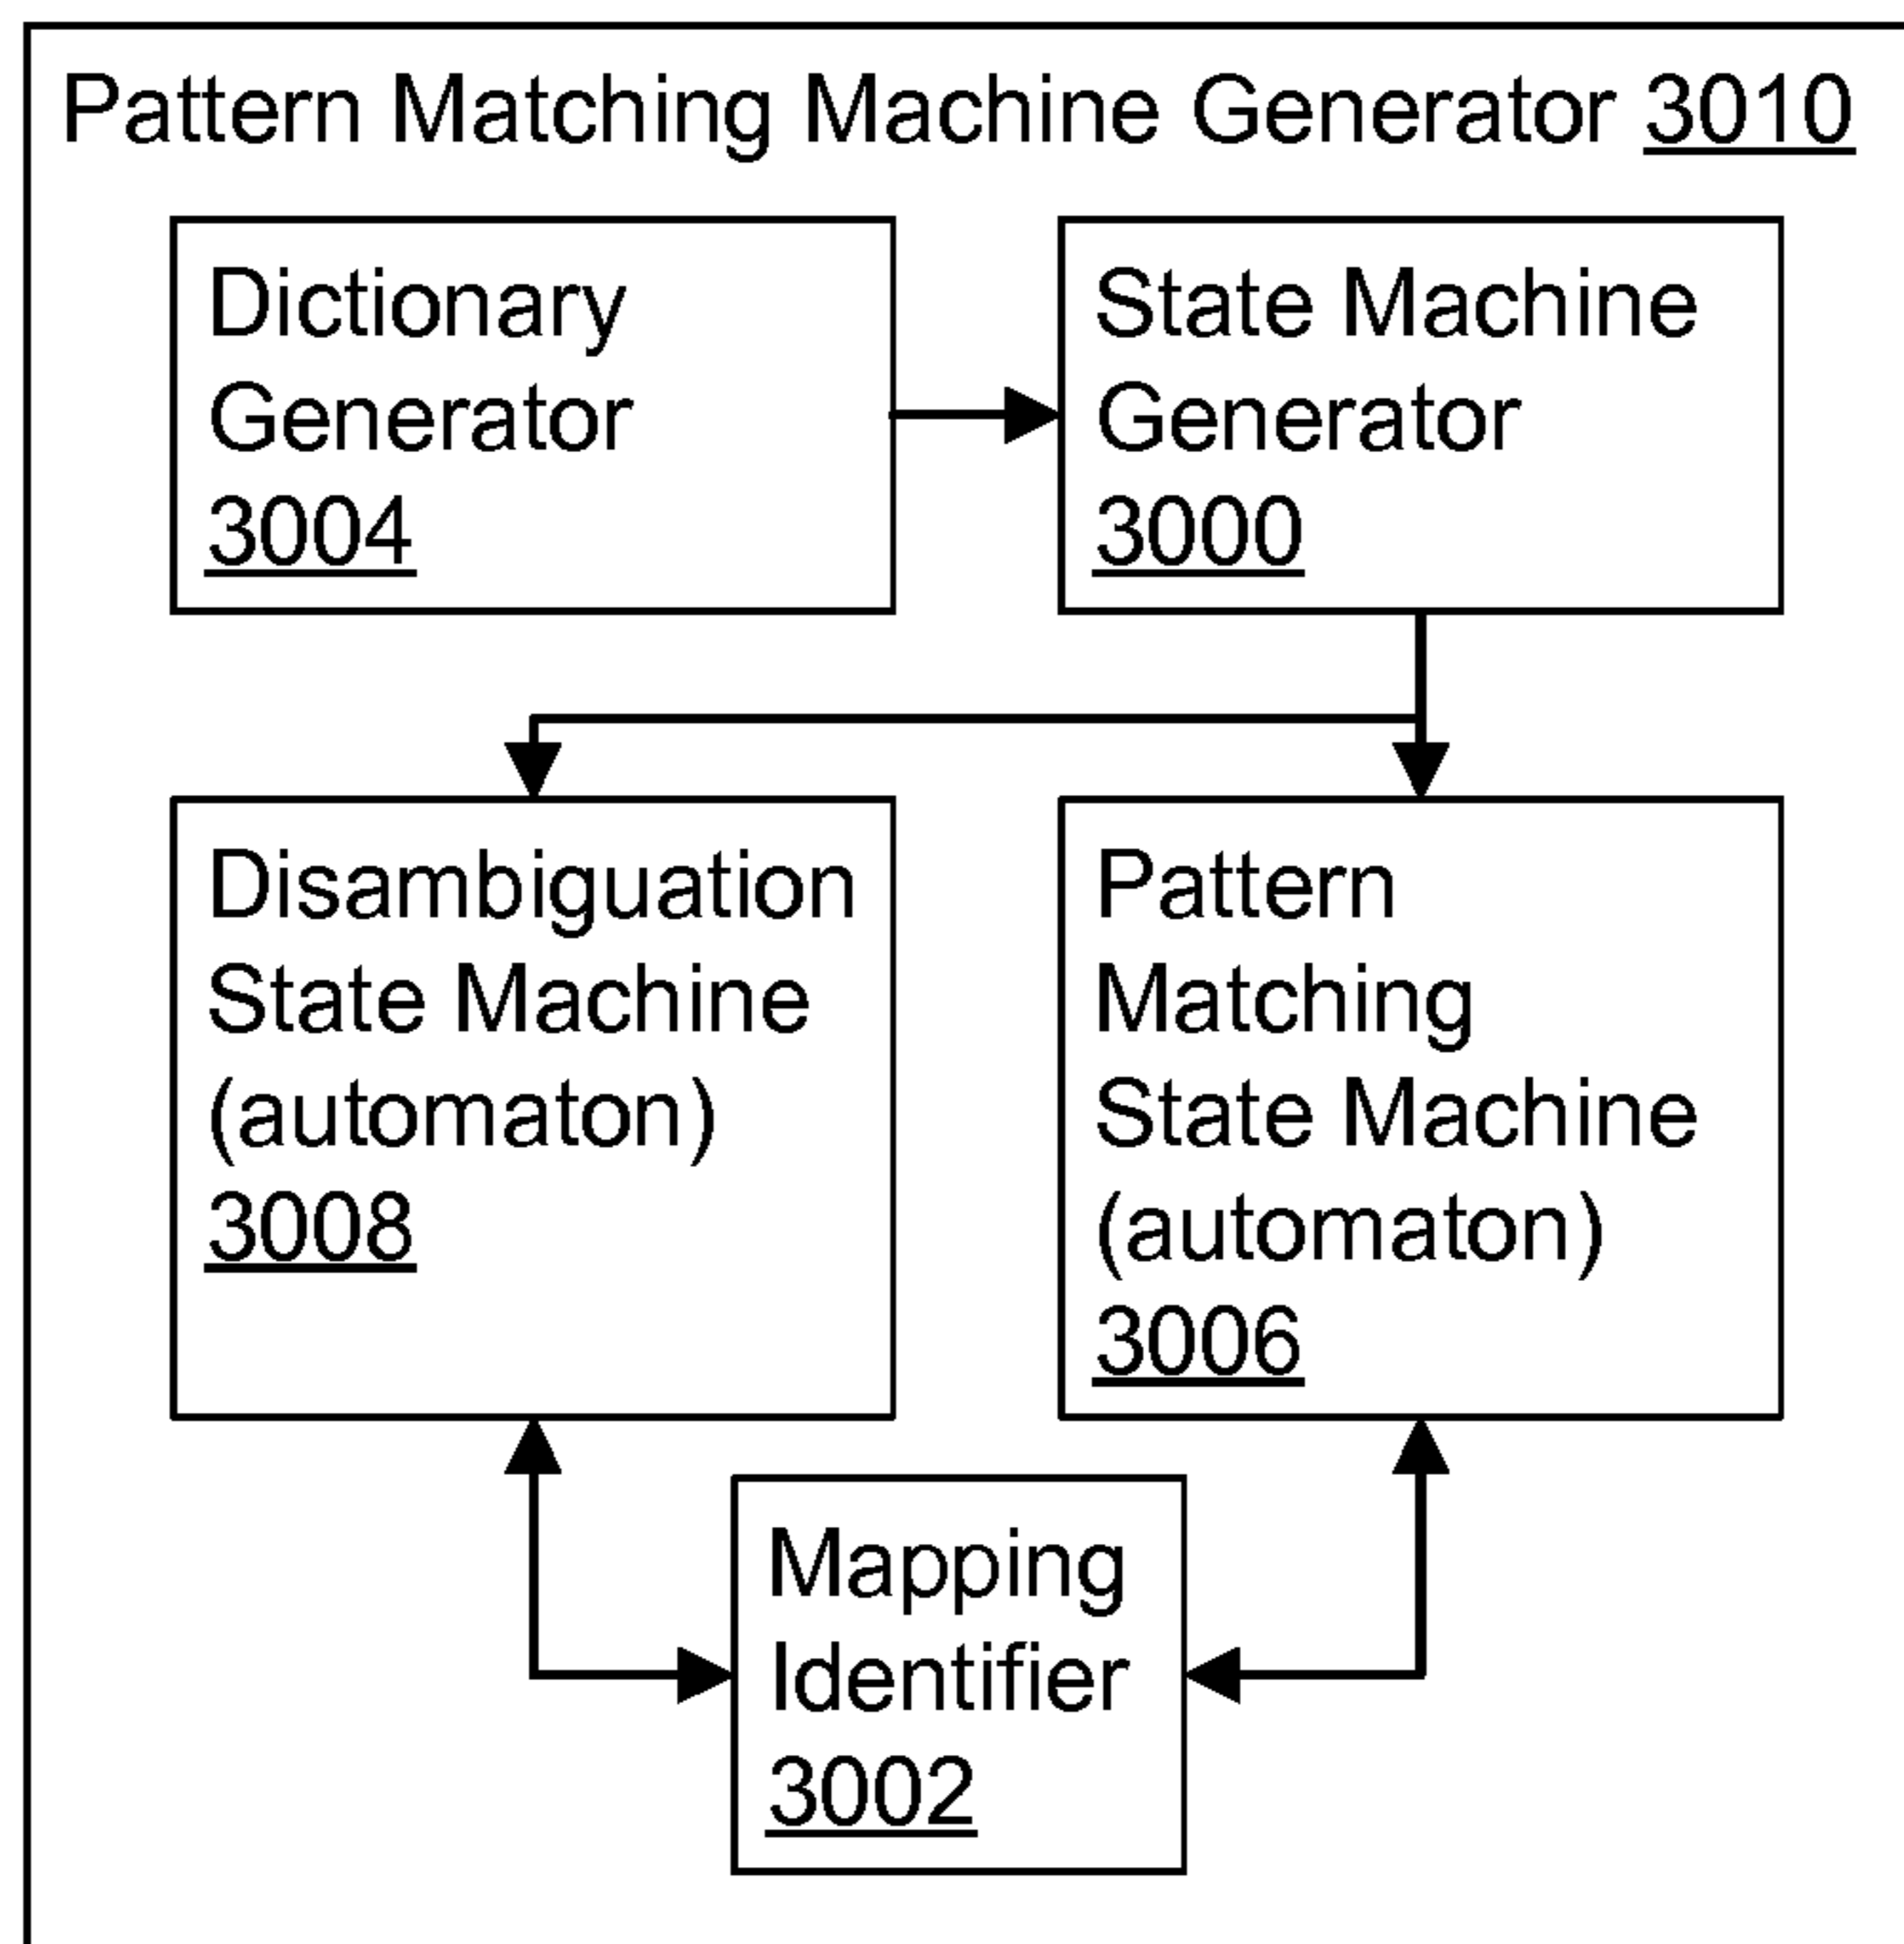 Pattern Matching Machine Generator 3010
Dictionary
Generator
3004
State Machine
Generator
3000
Disambiguation
State Machine
(automaton)
3008
Pattern
Matching
State Machine
(automaton)
3006
Mapping
Identifier
3002